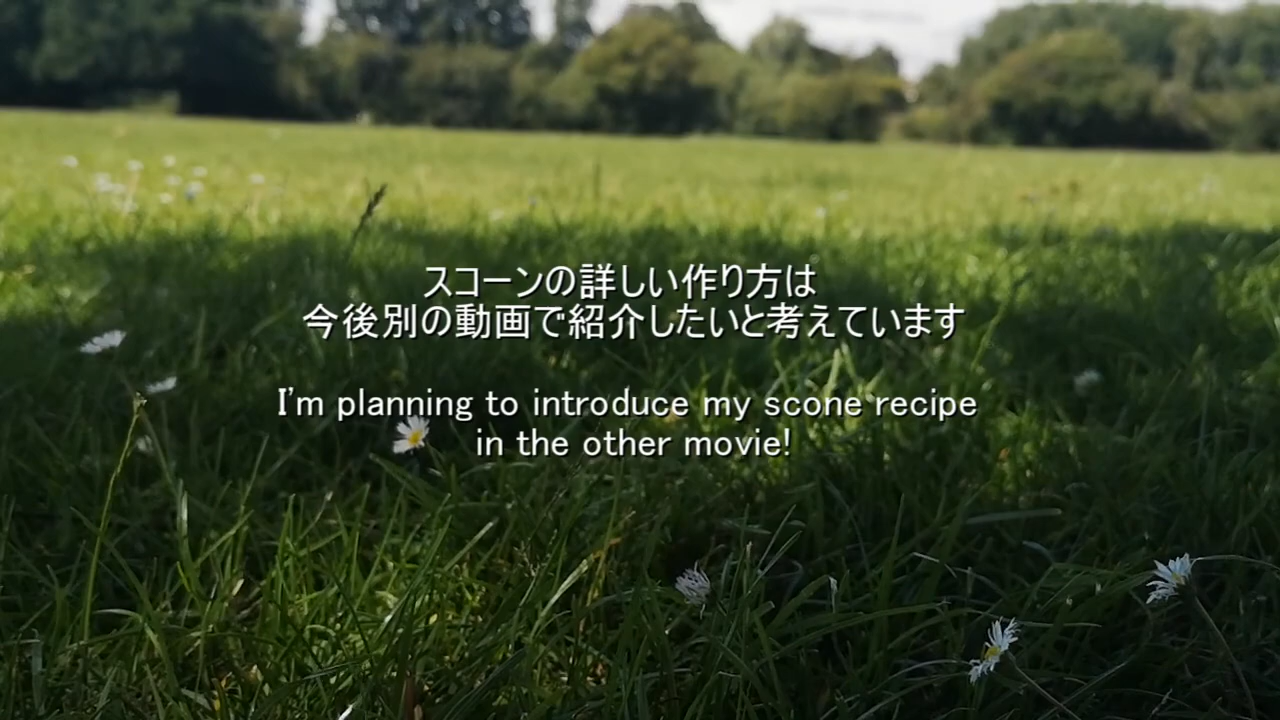 スコーンの詳しい作り方は
今後別の動画で紹介したいと考えています
I'm planning to introduce my scone recipe
in the other movie!